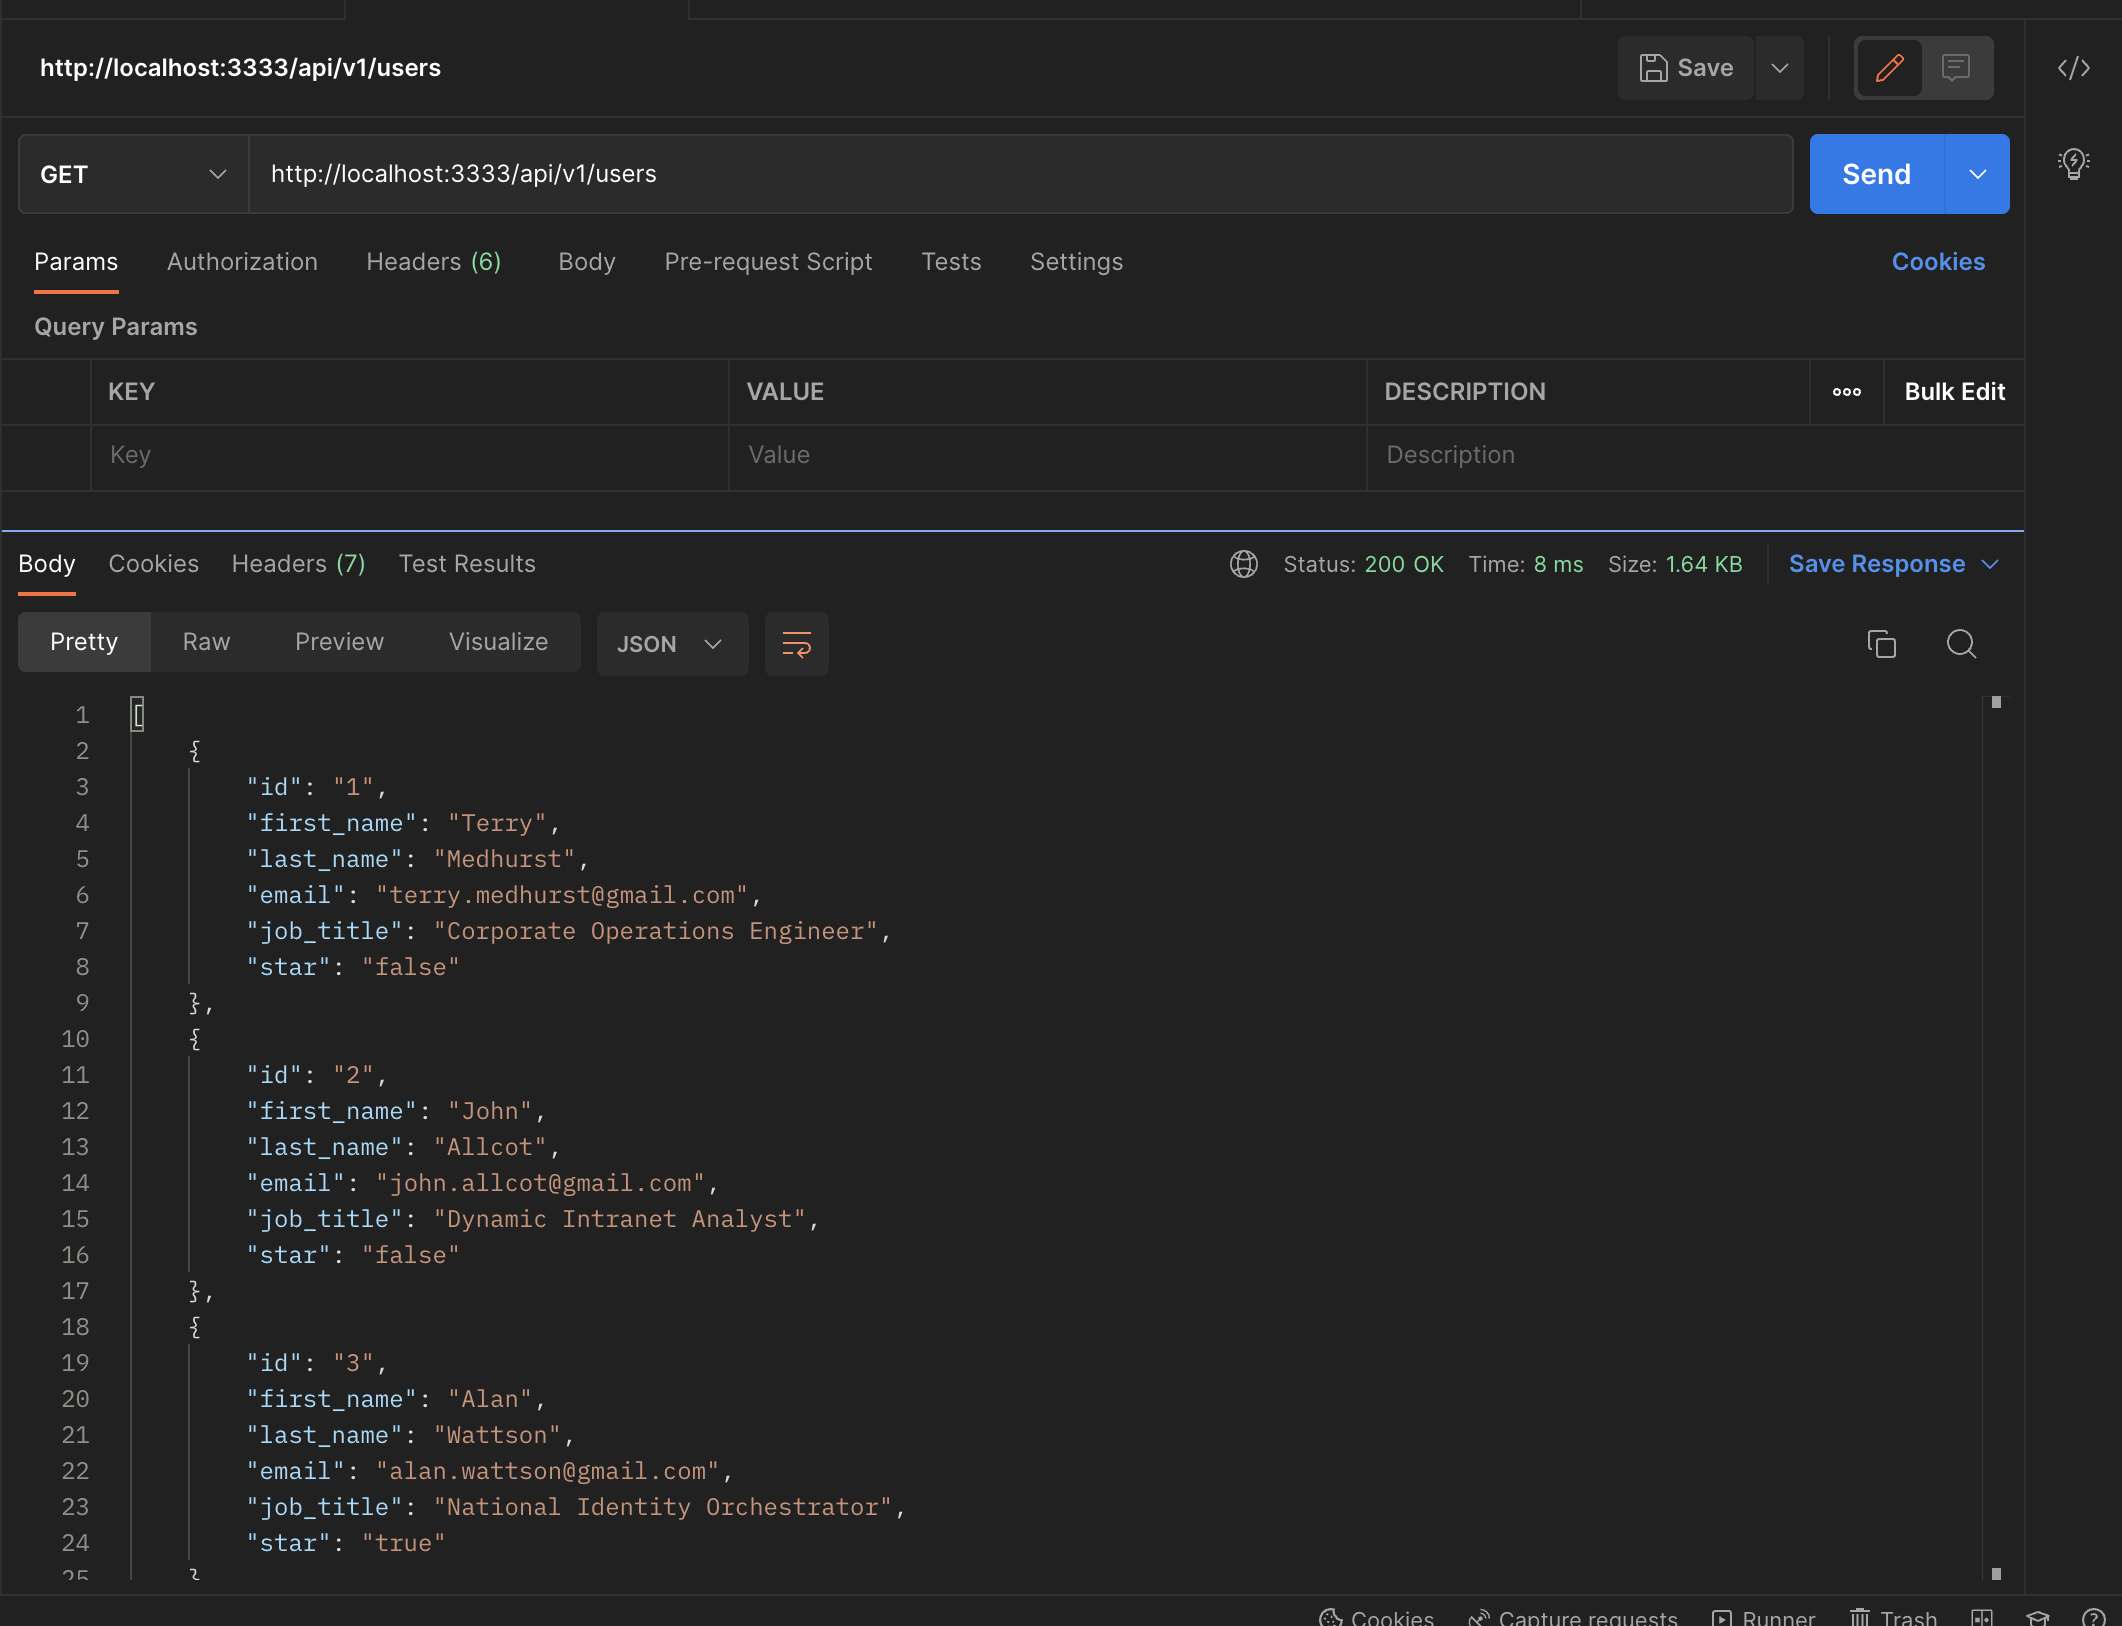 http://localhost:3333/api/v1/users
Save
GET
http://localhost:3333/api/v1/users
Send
Params Authorization Headers (6) Body Pre-request Script Tests Settings Cookies
Query Params
KEY VALUE DESCRIPTION Bulk Edit
Key Value Description
Body Cookies Headers (7) Test Results Status: 200 OK Time: 8 ms Size: 1.64 KB Save Response
Pretty Raw Preview Visualize JSON
1 [
2 {
3 "id": "1",
4 "first_name": "Terry",
5 "last_name": "Medhurst",
6 "email": "terry.medhurst@gmail.com",
7 "job_title": "Corporate Operations Engineer",
8 "star": "false"
9 },
10 {
11 "id": "2",
12 "first_name": "John",
13 "last_name": "Allcot",
14 "email": "john.allcot@gmail.com",
15 "job_title": "Dynamic Intranet Analyst",
16 "star": "false"
17 },
18 {
19 "id": "3",
20 "first_name": "Alan",
21 "last_name": "Wattson",
22 "email": "alan.wattson@gmail.com",
23 "job_title": "National Identity Orchestrator",
24 "star": "true"
25 }
Cookies Capture requests Runner Trash